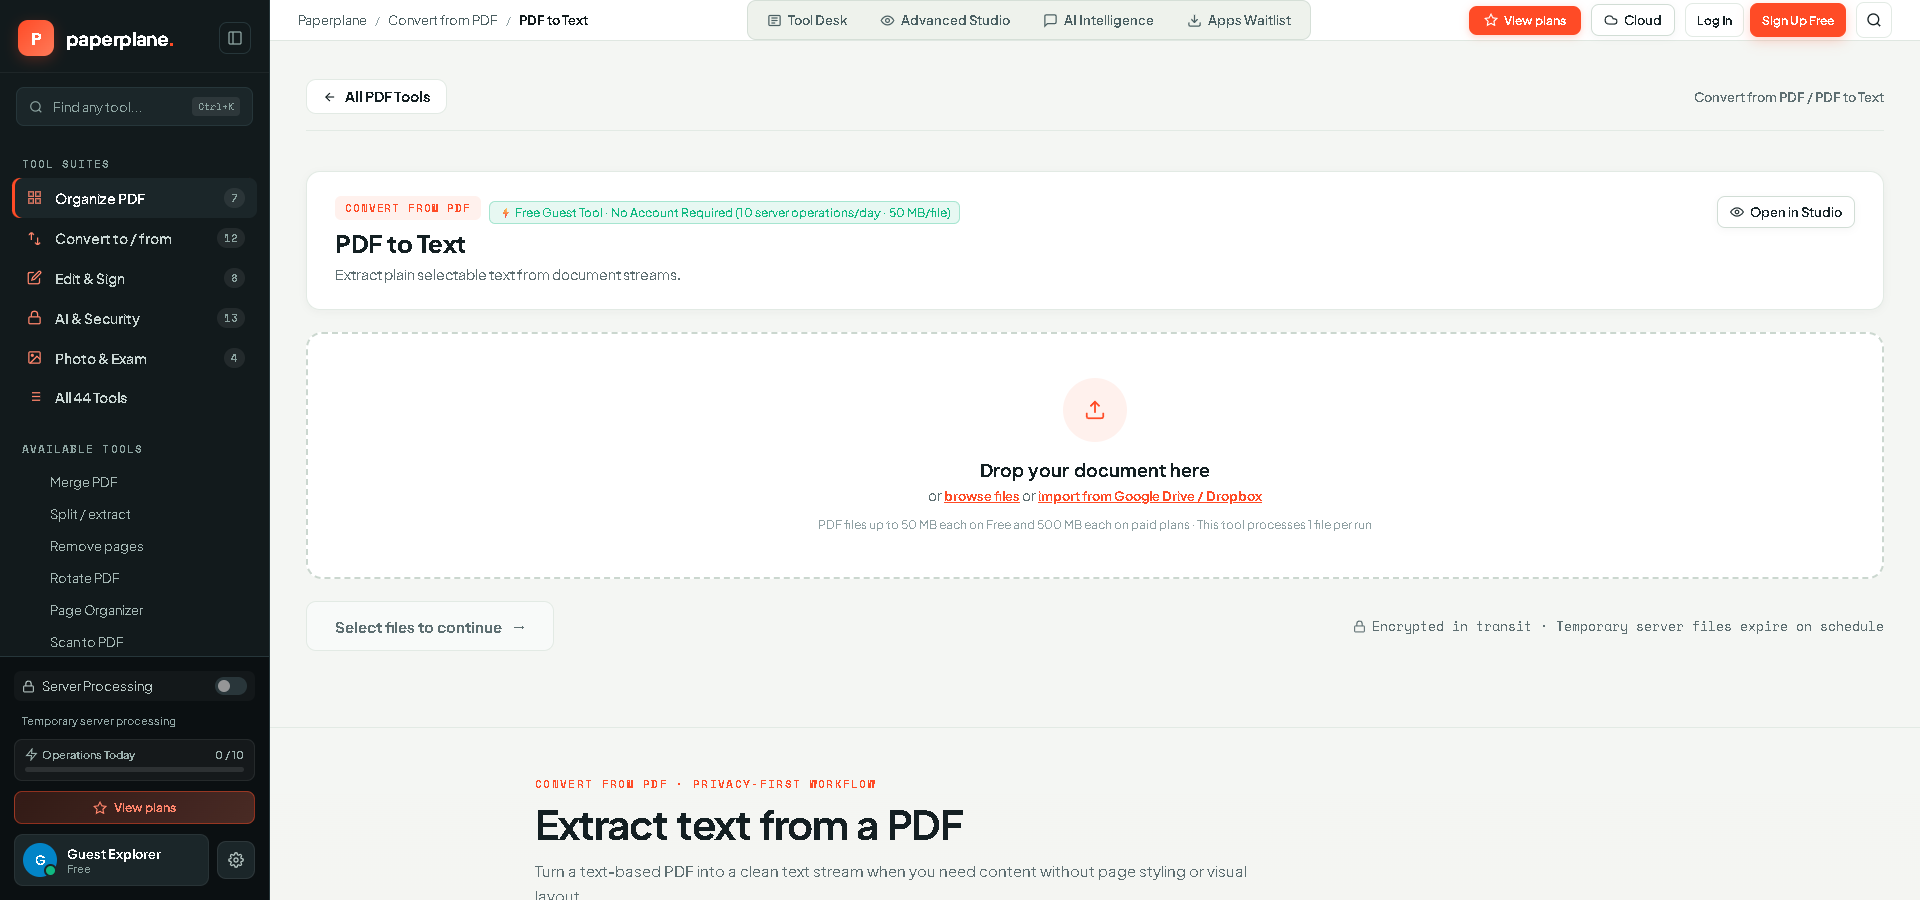 P paperplane.
Find any tool... Ctrl+K
TOOL SUITES
Organize PDF 7
Convert to / from 12
Edit & Sign 8
AI & Security 13
Photo & Exam 4
All 44 Tools
AVAILABLE TOOLS
Merge PDF
Split / extract
Remove pages
Rotate PDF
Page Organizer
Scan to PDF
Server Processing
Temporary server processing
Operations Today 0 / 10
View plans
G Guest Explorer
Free
Paperplane / Convert from PDF / PDF to Text
Tool Desk Advanced Studio AI Intelligence Apps Waitlist
View plans Cloud Log In Sign Up Free
← All PDF Tools
Convert from PDF / PDF to Text
CONVERT FROM PDF
Free Guest Tool · No Account Required (10 server operations/day · 50 MB/file)
Open in Studio
PDF to Text
Extract plain selectable text from document streams.
Drop your document here
or browse files or import from Google Drive / Dropbox
PDF files up to 50 MB each on Free and 500 MB each on paid plans · This tool processes 1 file per run
Select files to continue →
Encrypted in transit · Temporary server files expire on schedule
CONVERT FROM PDF · PRIVACY-FIRST WORKFLOW
Extract text from a PDF
Turn a text-based PDF into a clean text stream when you need content without page styling or visual
layout.